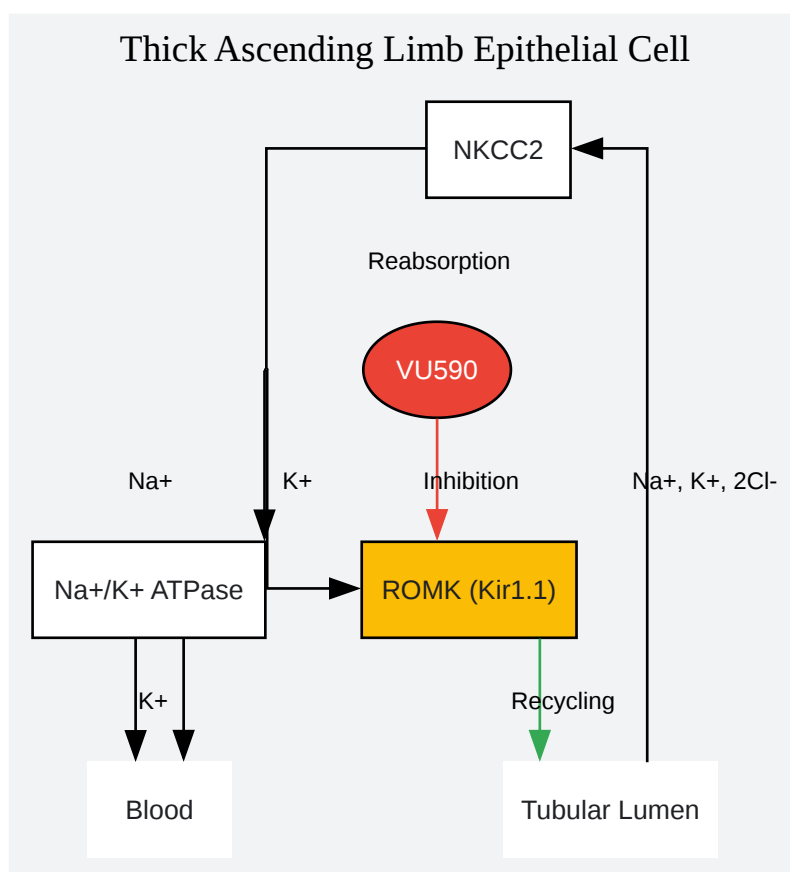 Thick Ascending Limb Epithelial Cell
NKCC2
Reabsorption
VU590
Na+
K+
Inhibition
Na+, K+, 2Cl-
Na+/K+ ATPase
ROMK (Kir1.1)
K+
Recycling
Blood
Tubular Lumen